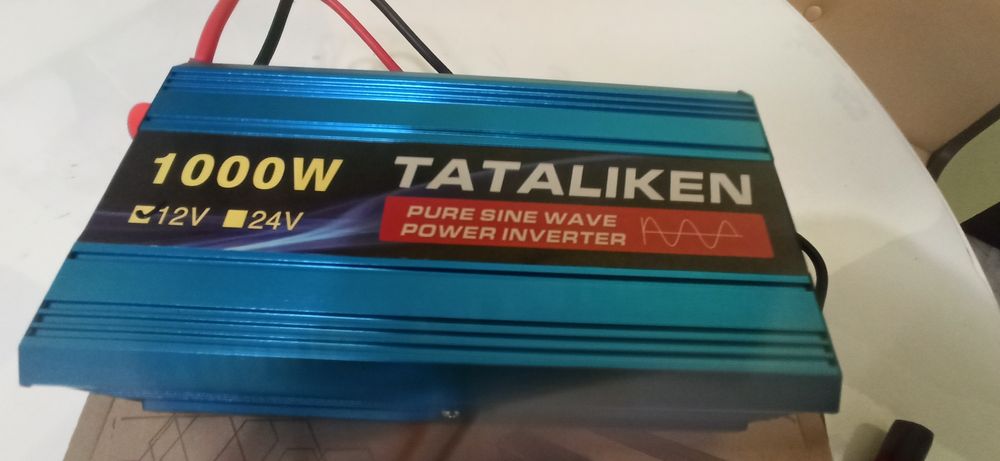 1000W
12V 24V
TATALIKEN
PURE SINE WAVE
POWER INVERTER